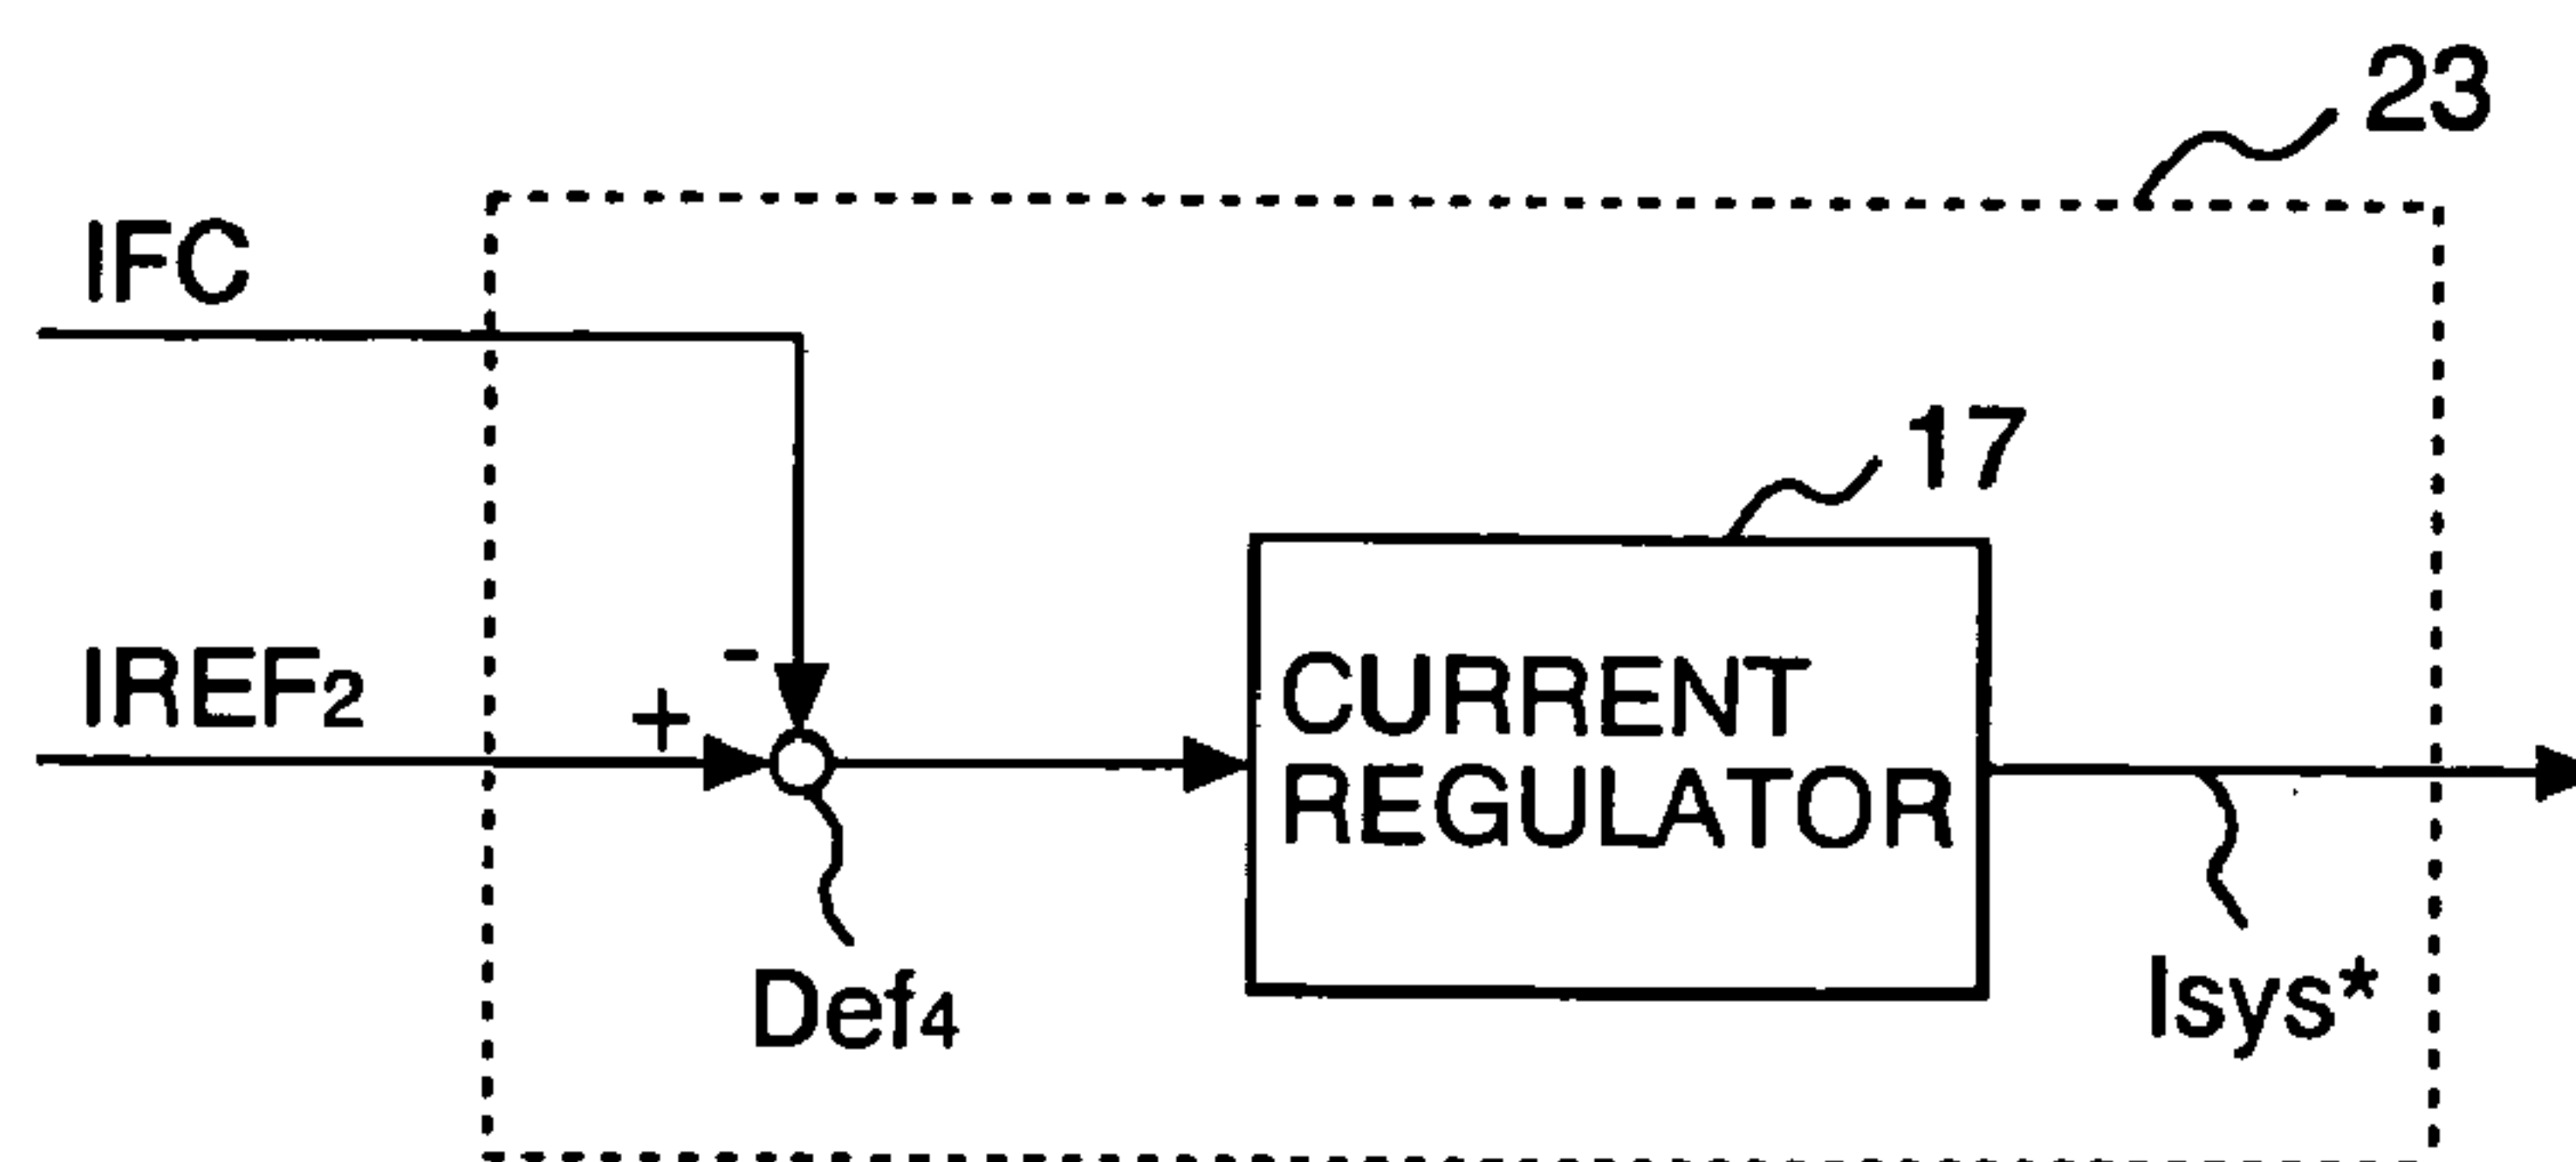 23
IFC
17
IREF2
-
+
CURRENT
REGULATOR
Def4
Isys*